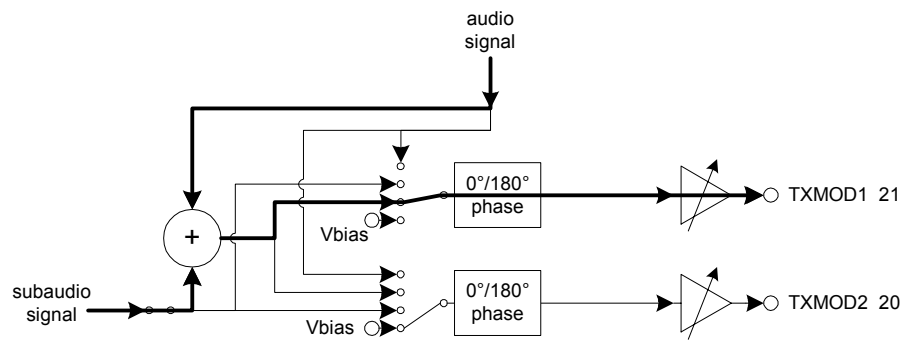 audio
signal
0°/180°
phase
TXMOD1 21
Vbias
+
subaudio
signal
0°/180°
phase
TXMOD2 20
Vbias